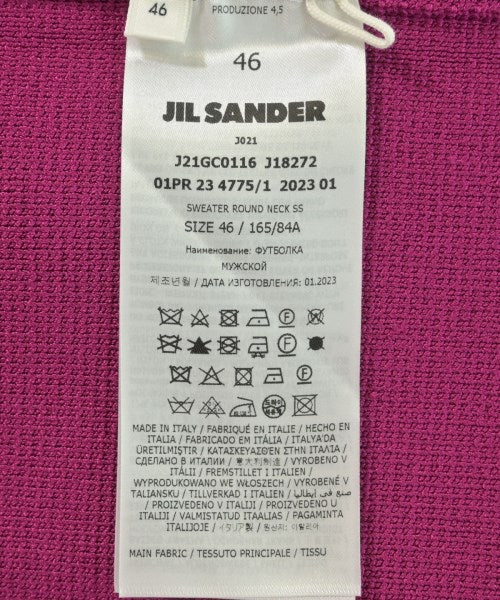 46
PRODUZIONE 4,5
46
JIL SANDER
J021
J21GC0116 J18272
01PR 23 4775/1 2023 01
SWEATER ROUND NECK SS
SIZE 46 / 165/84A
Наименование: ФУТБОЛКА
МУЖСКОЙ
제조년월 / ДАТА ИЗГОТОВЛЕНИЯ: 01.2023
F
F
F
MADE IN ITALY / FABRIQUÉ EN ITALIE / HECHO EN
ITALIA / FABRICADO EM ITÁLIA / ITALYA'DA
ÜRETILMIŞTIR / ΚΑΤΑΣΚΕΥΑΣΘΕΝ ΣΤΗΝ ΙΤΑΛΙΑ /
СДЕЛАНО В ИТАЛИИ / 意大利制造 / VYROBENO V
ITÁLII / FREMSTILLET I ITALIEN /
WYPRODUKOWANO WE WŁOSZECH / VYROBENÉ V
TALIANSKU / TILLVERKAD I ITALIEN / صنع في إيطاليا /
PROIZVEDENO V ITALIJI / PROIZVEDENO U
ITALIJI / VALMISTATUD ITAALIAS / PAGAMINTA
ITALIJOJE / イタリア製 / 원산지: 이탈리아
MAIN FABRIC / TESSUTO PRINCIPALE / TISSU